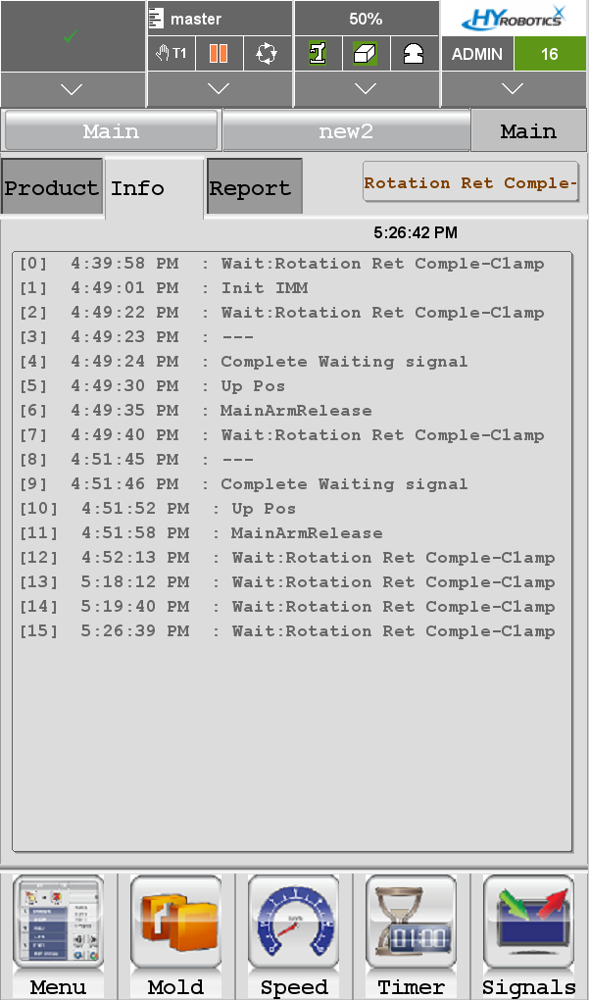 master
50%
HYROBOTICS
T1
ADMIN
16
Main
new2
Main
Product
Info
Report
Rotation Ret Comple-
5:26:42 PM
[0] 4:39:58 PM : Wait:Rotation Ret Comple-Clamp
[1] 4:49:01 PM : Init IMM
[2] 4:49:22 PM : Wait:Rotation Ret Comple-Clamp
[3] 4:49:23 PM : ---
[4] 4:49:24 PM : Complete Waiting signal
[5] 4:49:30 PM : Up Pos
[6] 4:49:35 PM : MainArmRelease
[7] 4:49:40 PM : Wait:Rotation Ret Comple-Clamp
[8] 4:51:45 PM : ---
[9] 4:51:46 PM : Complete Waiting signal
[10] 4:51:52 PM : Up Pos
[11] 4:51:58 PM : MainArmRelease
[12] 4:52:13 PM : Wait:Rotation Ret Comple-Clamp
[13] 5:18:12 PM : Wait:Rotation Ret Comple-Clamp
[14] 5:19:40 PM : Wait:Rotation Ret Comple-Clamp
[15] 5:26:39 PM : Wait:Rotation Ret Comple-Clamp
01:00
Menu
Mold
Speed
Timer
Signals